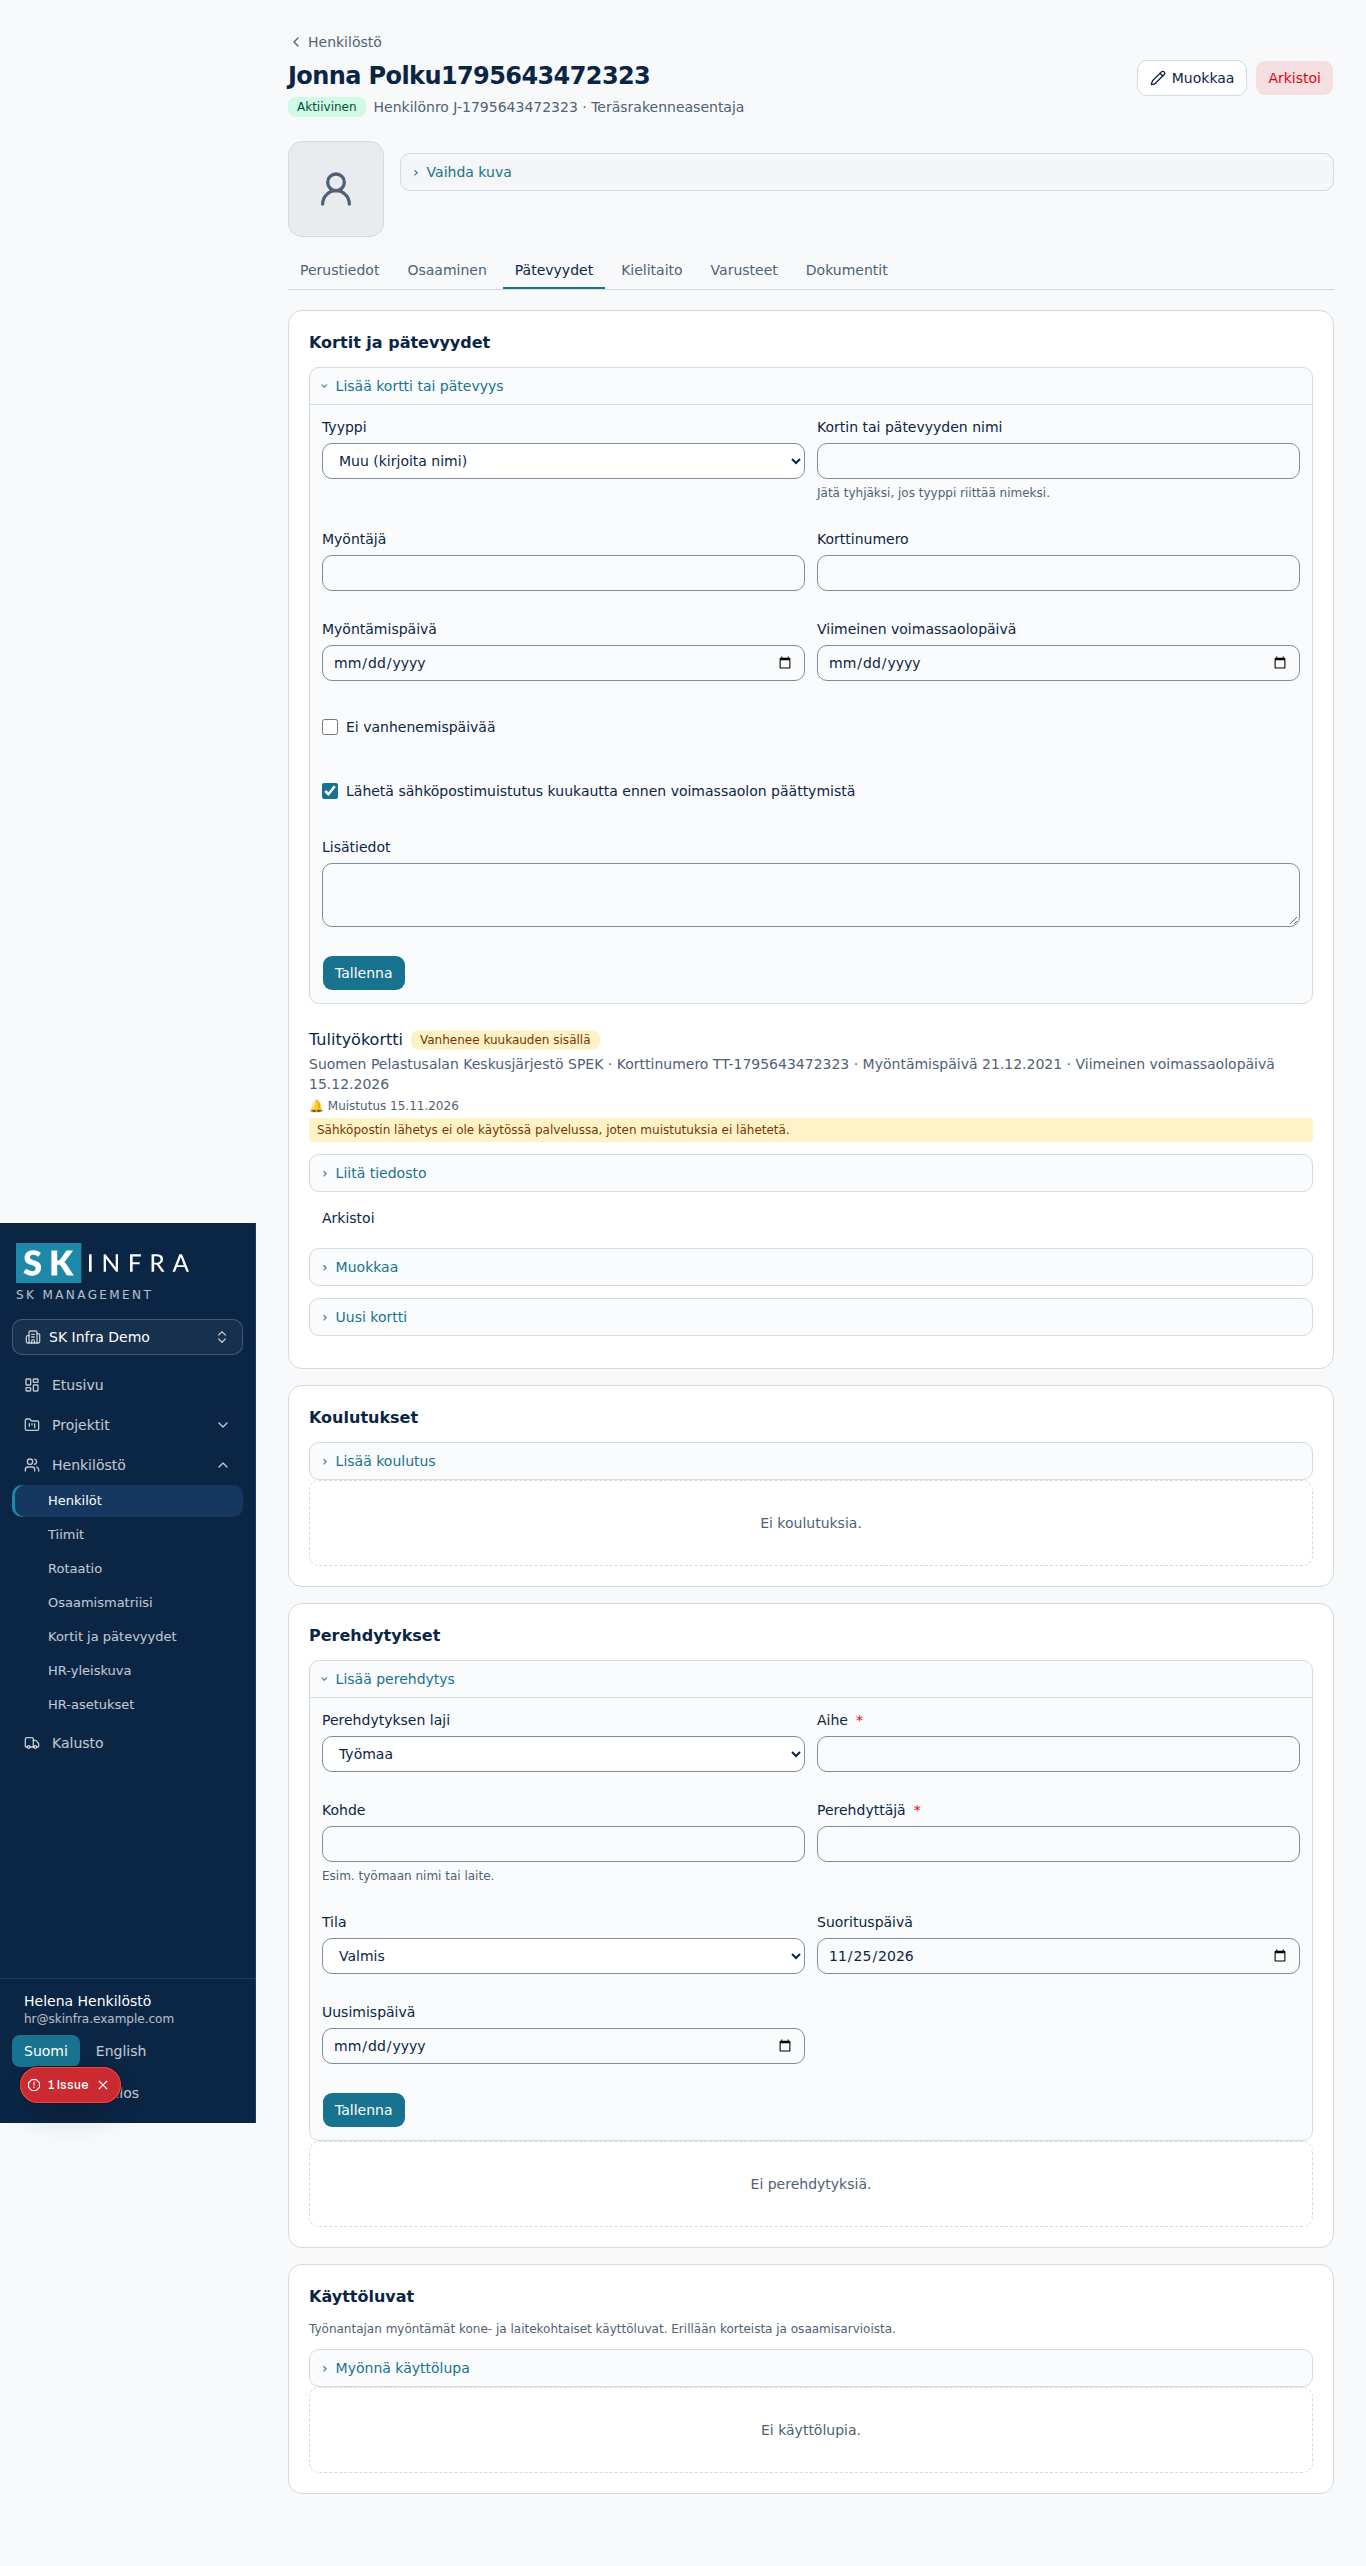 Henkilöstö
Jonna Polku1795643472323
Muokkaa
Arkistoi
Aktiivinen Henkilönro J-1795643472323 · Teräsrakenneasentaja
› Vaihda kuva
Perustiedot Osaaminen Pätevyydet Kielitaito Varusteet Dokumentit
Kortit ja pätevyydet
Lisää kortti tai pätevyys
Tyyppi
Muu (kirjoita nimi)
Kortin tai pätevyyden nimi
Jätä tyhjäksi, jos tyyppi riittää nimeksi.
Myöntäjä
Korttinumero
Myöntämispäivä
mm/dd/yyyy
Viimeinen voimassaolopäivä
mm/dd/yyyy
Ei vanhenemispäivää
Lähetä sähköpostimuistutus kuukautta ennen voimassaolon päättymistä
Lisätiedot
Tallenna
Tulityökortti Vanhenee kuukauden sisällä
Suomen Pelastusalan Keskusjärjestö SPEK · Korttinumero TT-1795643472323 · Myöntämispäivä 21.12.2021 · Viimeinen voimassaolopäivä
15.12.2026
🔔 Muistutus 15.11.2026
Sähköpostin lähetys ei ole käytössä palvelussa, joten muistutuksia ei lähetetä.
› Liitä tiedosto
Arkistoi
› Muokkaa
› Uusi kortti
Koulutukset
› Lisää koulutus
Ei koulutuksia.
Perehdytykset
Lisää perehdytys
Perehdytyksen laji
Työmaa
Aihe *
Kohde
Esim. työmaan nimi tai laite.
Perehdyttäjä *
Tila
Valmis
Suorituspäivä
11/25/2026
Uusimispäivä
mm/dd/yyyy
Tallenna
Ei perehdytyksiä.
Käyttöluvat
Työnantajan myöntämät kone- ja laitekohtaiset käyttöluvat. Erillään korteista ja osaamisarvioista.
› Myönnä käyttölupa
Ei käyttölupia.
SK INFRA
SK MANAGEMENT
SK Infra Demo
Etusivu
Projektit
Henkilöstö
Henkilöt
Tiimit
Rotaatio
Osaamismatriisi
Kortit ja pätevyydet
HR-yleiskuva
HR-asetukset
Kalusto
Helena Henkilöstö
hr@skinfra.example.com
Suomi English
1 Issue